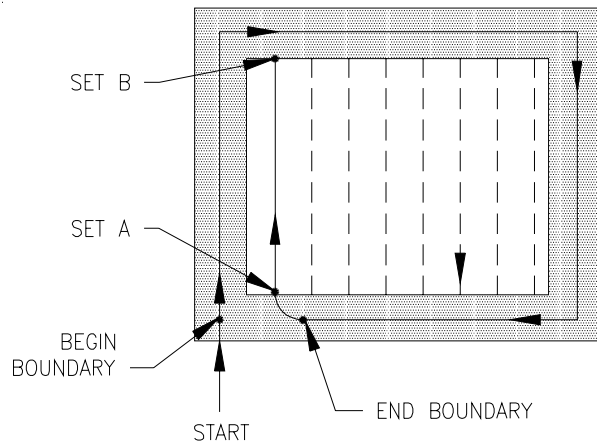 SET B
SET A
BEGIN
BOUNDARY
END BOUNDARY
START